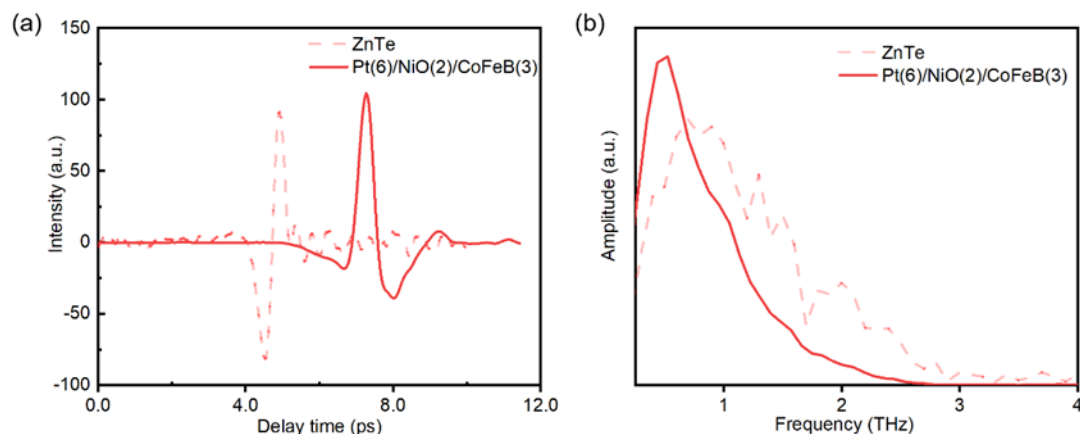 (a)
150
100
50
0
-50
-100
Intensity (a.u.)
ZnTe
Pt(6)/NiO(2)/CoFeB(3)
0.0 4.0 8.0 12.0
Delay time (ps)
(b)
Amplitude (a.u.)
ZnTe
Pt(6)/NiO(2)/CoFeB(3)
1 2 3 4
Frequency (THz)